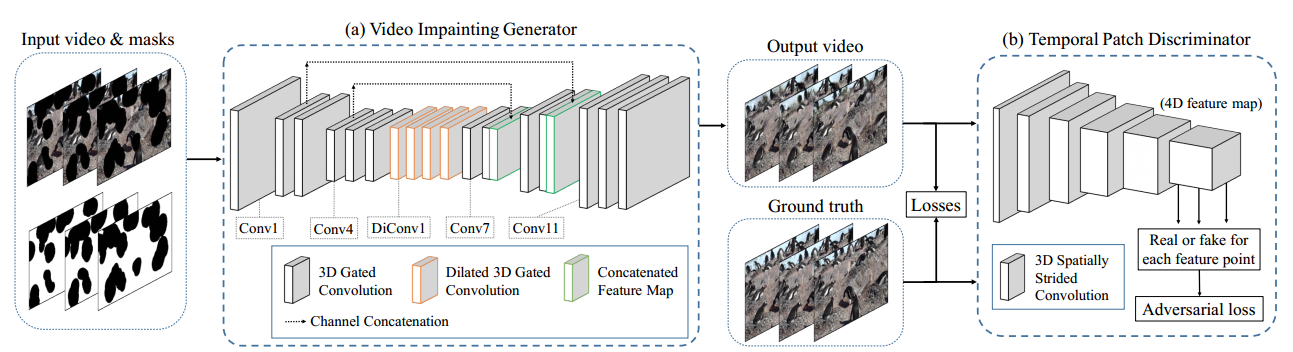 Input video & masks
(a) Video Impainting Generator
Conv1
Conv4
DiConv1
Conv7
Conv11
3D Gated
Convolution
Dilated 3D Gated
Convolution
Concatenated
Feature Map
Channel Concatenation
Output video
Ground truth
Losses
(b) Temporal Patch Discriminator
(4D feature map)
3D Spatially
Strided
Convolution
Real or fake for
each feature point
Adversarial loss